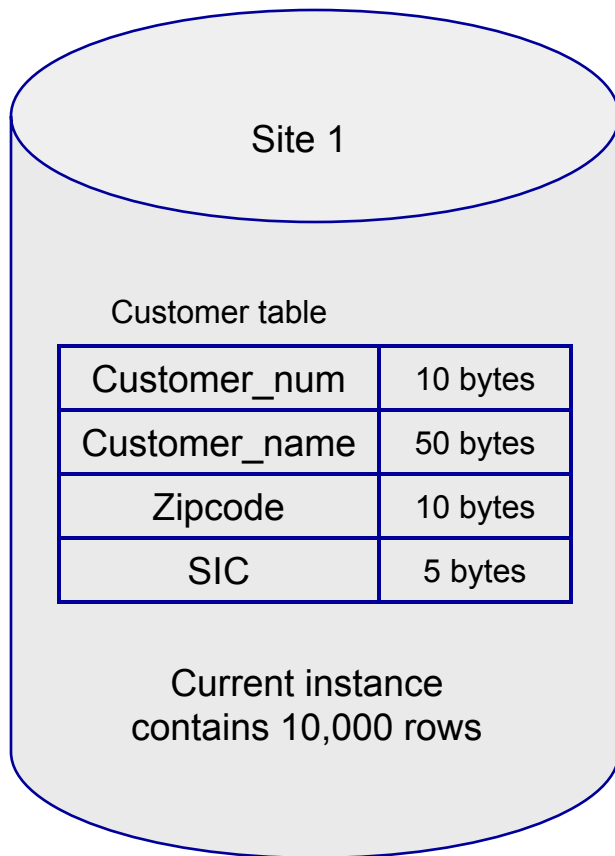 Site 1
Customer table
Customer_num 10 bytes
Customer_name 50 bytes
Zipcode 10 bytes
SIC 5 bytes
Current instance
contains 10,000 rows